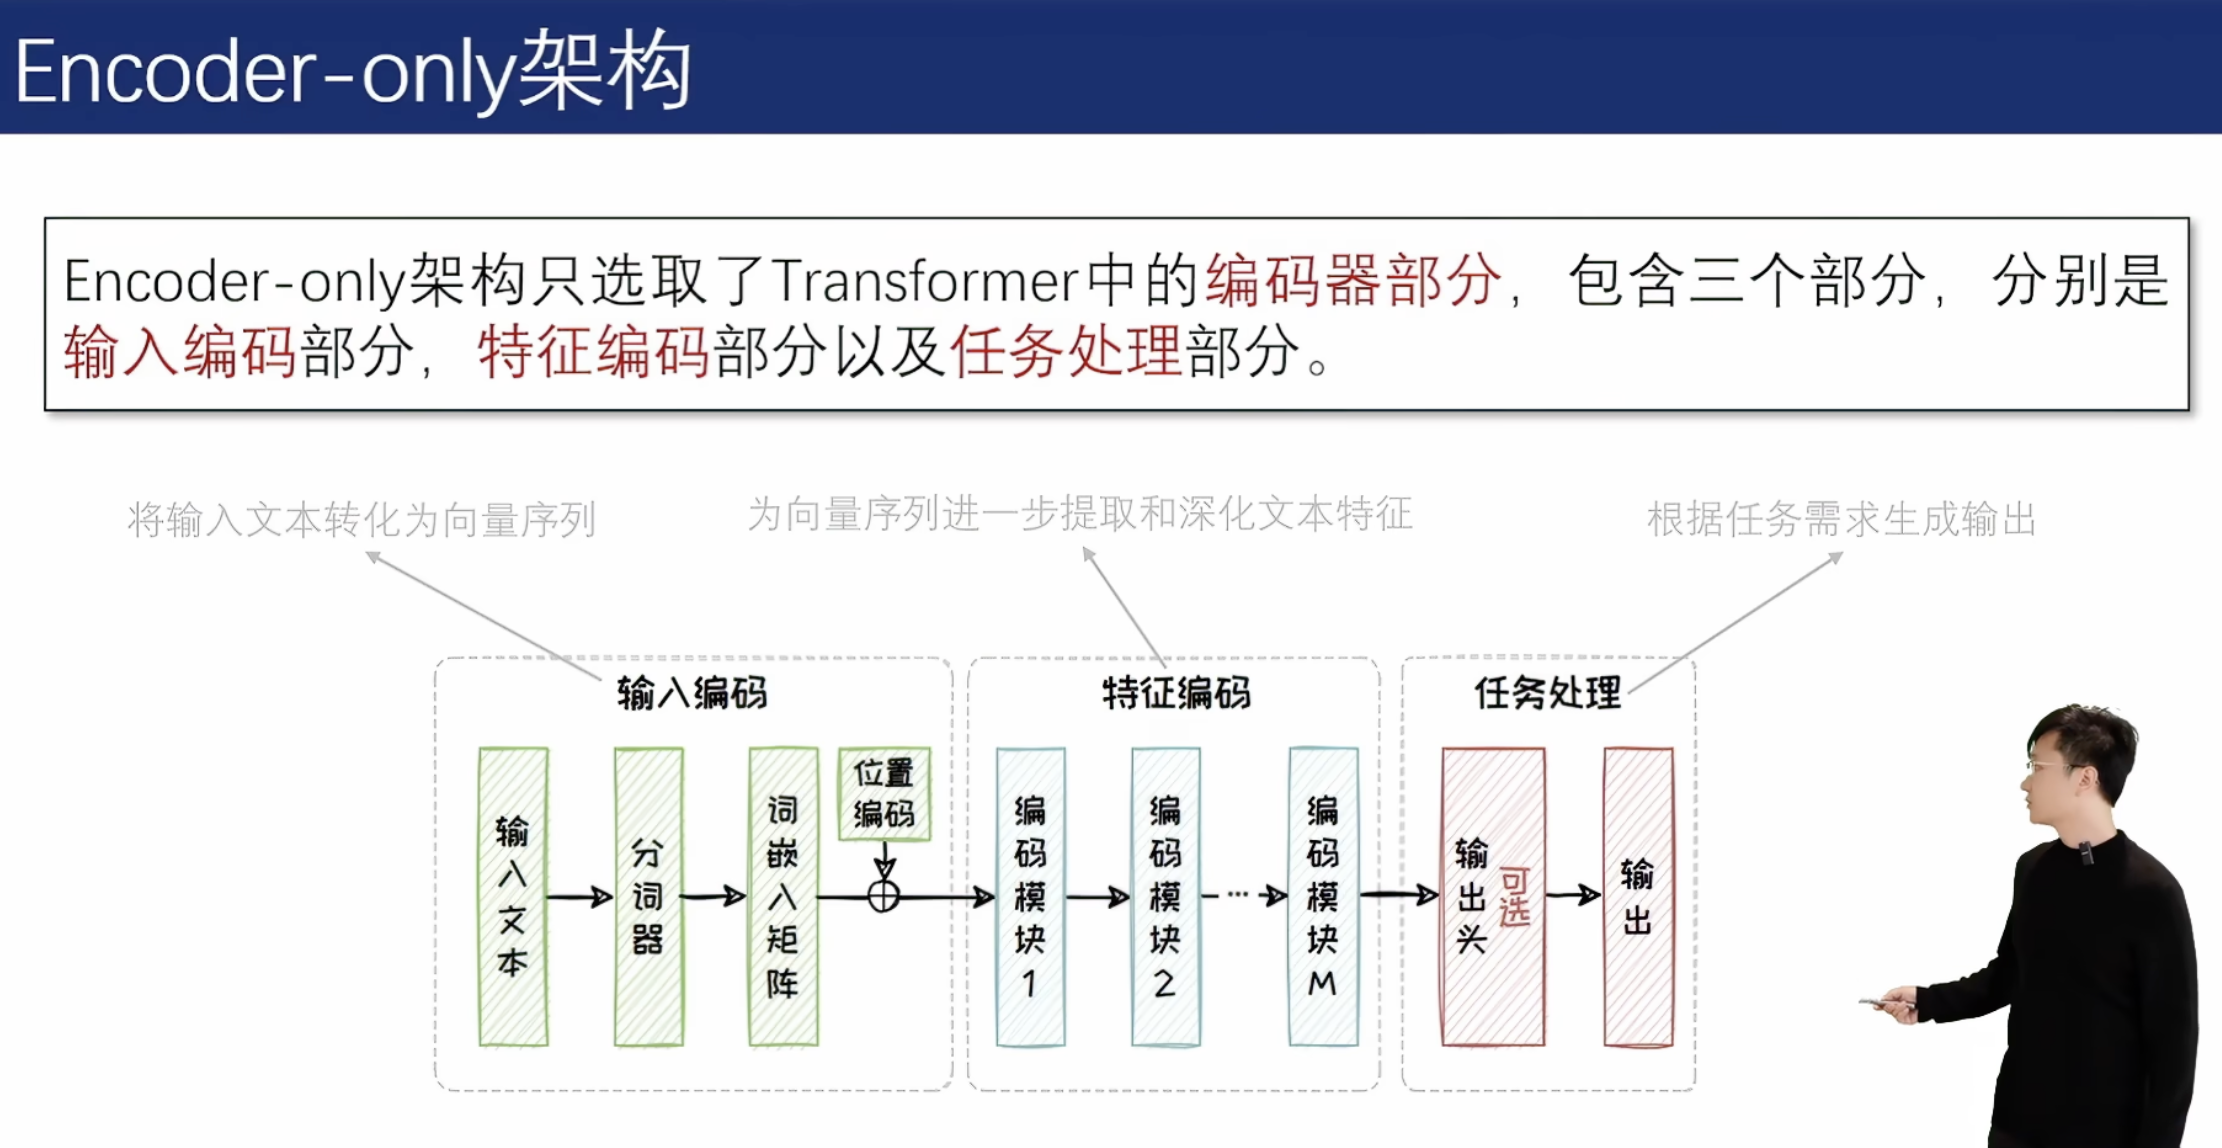 Encoder-only架构
Encoder-only架构只选取了Transformer中的编码器部分，包含三个部分，分别是
输入编码部分，特征编码部分以及任务处理部分。
将输入文本转化为向量序列
为向量序列进一步提取和深化文本特征
根据任务需求生成输出
输入编码
特征编码
任务处理
输入文本
分词器
词嵌入矩阵
位置
编码
编码模块1
编码模块2
...
编码模块M
输出头
可选
输出